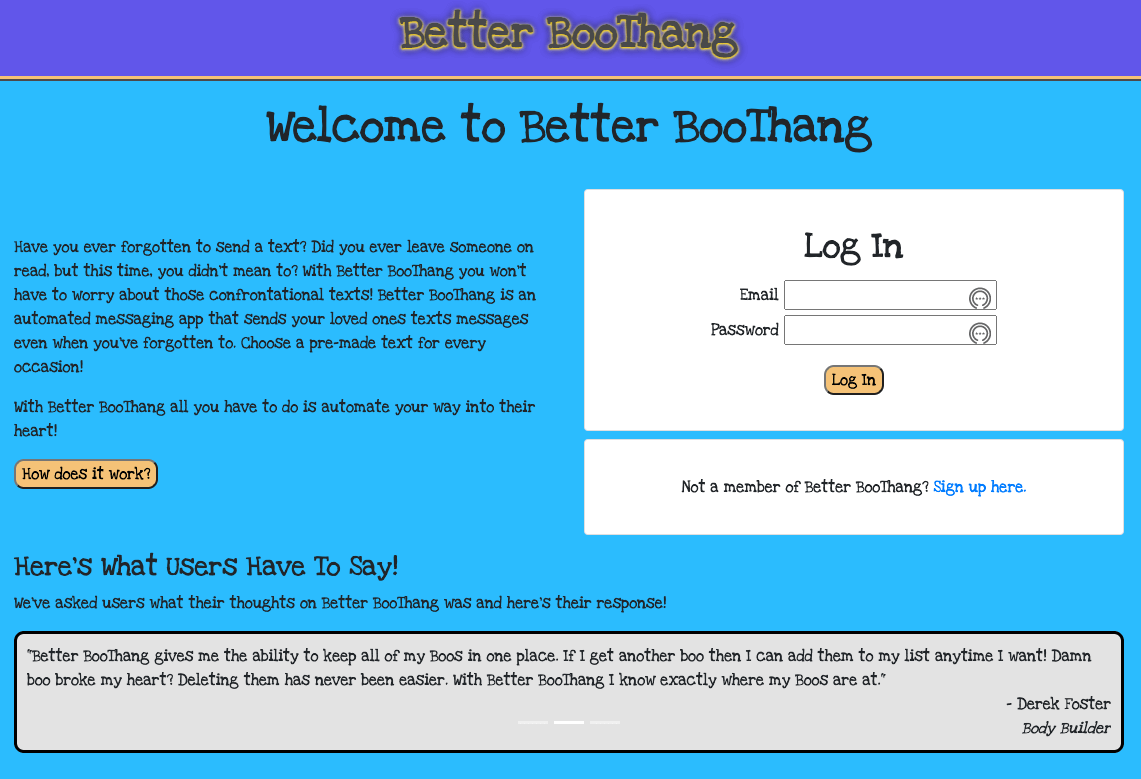 Better BooThang
Welcome to Better BooThang
Have you ever forgotten to send a text? Did you ever leave someone on
read, but this time, you didn't mean to? With Better BooThang you won't
have to worry about those confrontational texts! Better BooThang is an
automated messaging app that sends your loved ones texts messages
even when you've forgotten to. Choose a pre-made text for every
occasion!
With Better BooThang all you have to do is automate your way into their
heart!
How does it work?
Log In
Email
Password
Log In
Not a member of Better BooThang? Sign up here.
Here's What Users Have To Say!
We've asked users what their thoughts on Better BooThang was and here's their response!
"Better BooThang gives me the ability to keep all of my Boos in one place. If I get another boo then I can add them to my list anytime I want! Damn
boo broke my heart? Deleting them has never been easier. With Better BooThang I know exactly where my Boos are at."
- Derek Foster
Body Builder